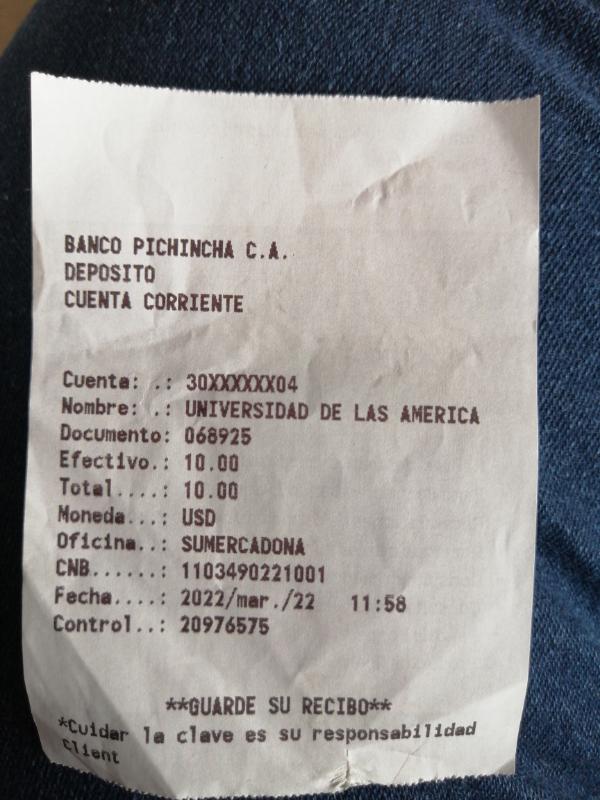 BANCO PICHINCHA C.A.
DEPOSITO
CUENTA CORRIENTE
Cuenta: .: 30XXXXXX04
Nombre: .: UNIVERSIDAD DE LAS AMERICA
Documento: 068925
Efectivo.: 10.00
Total....: 10.00
Moneda...: USD
Oficina..: SUMERCADONA
CNB......: 1103490221001
Fecha....: 2022/mar./22 11:58
Control..: 20976575
**GUARDE SU RECIBO**
*Cuidar la clave es su responsabilidad
Client